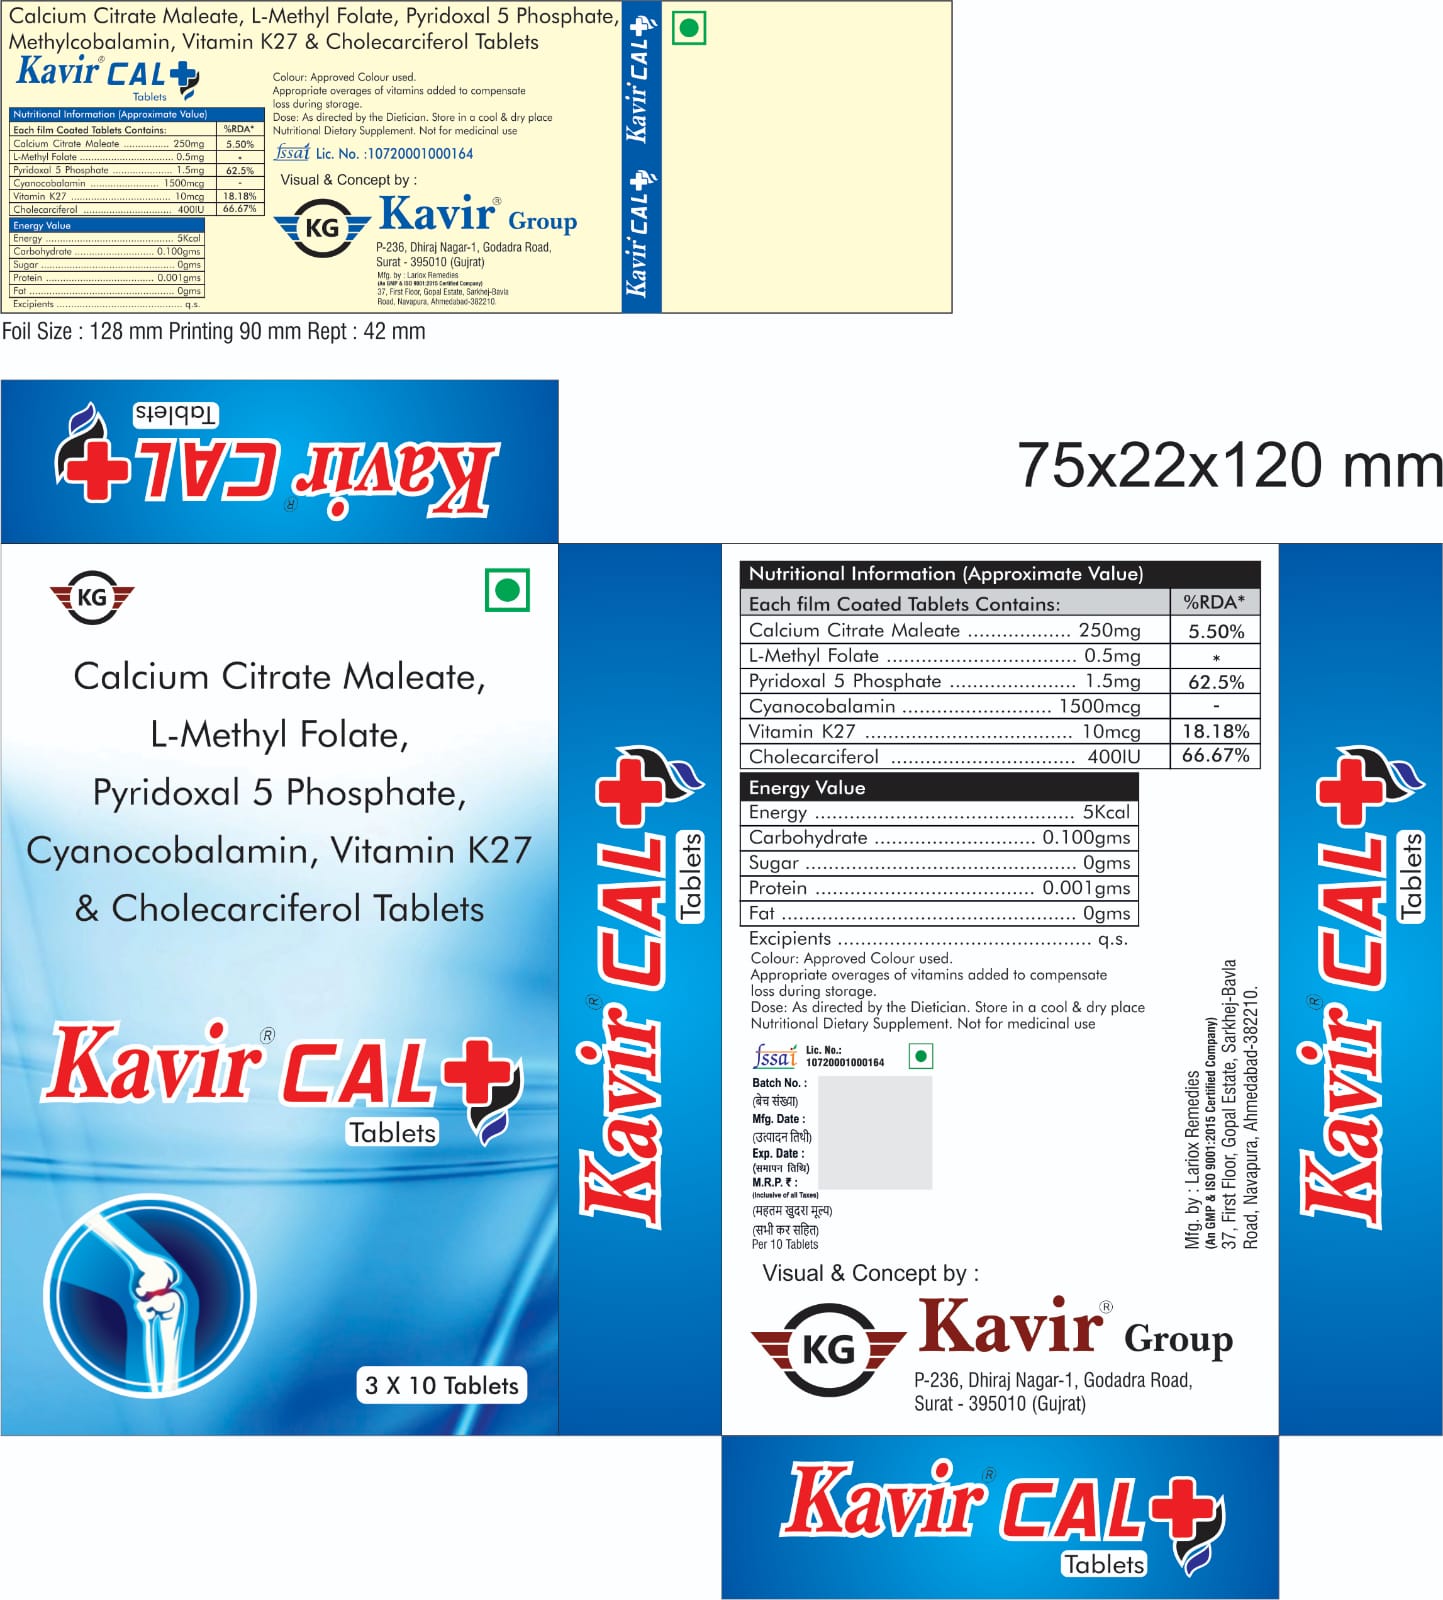 Calcium Citrate Maleate, L-Methyl Folate, Pyridoxal 5 Phosphate,
Methylcobalamin, Vitamin K27 & Cholecarciferol Tablets
Kavir® CAL
Tablets
Nutritional Information (Approximate Value)
Each film Coated Tablets Contains: %RDA*
Calcium Citrate Maleate ................ 250mg 5.50%
L-Methyl Folate ................................. 0.5mg *
Pyridoxal 5 Phosphate ..................... 1.5mg 62.5%
Cyanocobalamin ........................ 1500mcg -
Vitamin K27 ................................... 10mcg 18.18%
Cholecarciferol ............................... 400IU 66.67%
Energy Value
Energy ............................................. 5Kcal
Carbohydrate ............................ 0.100gms
Sugar ............................................... 0gms
Protein ...................................... 0.001gms
Fat ................................................... 0gms
Excipients ............................................ q.s.
Colour: Approved Colour used.
Appropriate overages of vitamins added to compensate
loss during storage.
Dose: As directed by the Dietician. Store in a cool & dry place
Nutritional Dietary Supplement. Not for medicinal use
fssai Lic. No. :10720001000164
Visual & Concept by :
KG Kavir® Group
P-236, Dhiraj Nagar-1, Godadra Road,
Surat - 395010 (Gujrat)
Mfg. by : Lariox Remedies
(An GMP & ISO 9001:2015 Certified Company)
37, First Floor, Gopal Estate, Sarkhej-Bavla
Road, Navapura, Ahmedabad-382210.
Kavir® CAL
Kavir® CAL
Foil Size : 128 mm Printing 90 mm Rept : 42 mm
Kavir® CAL
Tablets
75x22x120 mm
KG
Calcium Citrate Maleate,
L-Methyl Folate,
Pyridoxal 5 Phosphate,
Cyanocobalamin, Vitamin K27
& Cholecarciferol Tablets
Kavir® CAL
Tablets
3 X 10 Tablets
Kavir® CAL
Tablets
Nutritional Information (Approximate Value)
Each film Coated Tablets Contains: %RDA*
Calcium Citrate Maleate .................. 250mg 5.50%
L-Methyl Folate ................................. 0.5mg *
Pyridoxal 5 Phosphate ...................... 1.5mg 62.5%
Cyanocobalamin .......................... 1500mcg -
Vitamin K27 .................................... 10mcg 18.18%
Cholecarciferol ................................ 400IU 66.67%
Energy Value
Energy ............................................. 5Kcal
Carbohydrate ............................ 0.100gms
Sugar ............................................... 0gms
Protein ...................................... 0.001gms
Fat ................................................... 0gms
Excipients ............................................ q.s.
Colour: Approved Colour used.
Appropriate overages of vitamins added to compensate
loss during storage.
Dose: As directed by the Dietician. Store in a cool & dry place
Nutritional Dietary Supplement. Not for medicinal use
fssai Lic. No.:
10720001000164
Batch No. :
(बेच संख्या)
Mfg. Date :
(उत्पादन तिथी)
Exp. Date :
(समापन तिथि)
M.R.P. ₹ :
(Inclusive of all Taxes)
(महतम खुदरा मूल्य)
(सभी कर सहित)
Per 10 Tablets
Mfg. by : Lariox Remedies
(An GMP & ISO 9001:2015 Certified Company)
37, First Floor, Gopal Estate, Sarkhej-Bavla
Road, Navapura, Ahmedabad-382210.
Visual & Concept by :
KG Kavir® Group
P-236, Dhiraj Nagar-1, Godadra Road,
Surat - 395010 (Gujrat)
Kavir® CAL
Tablets
Kavir® CAL
Tablets